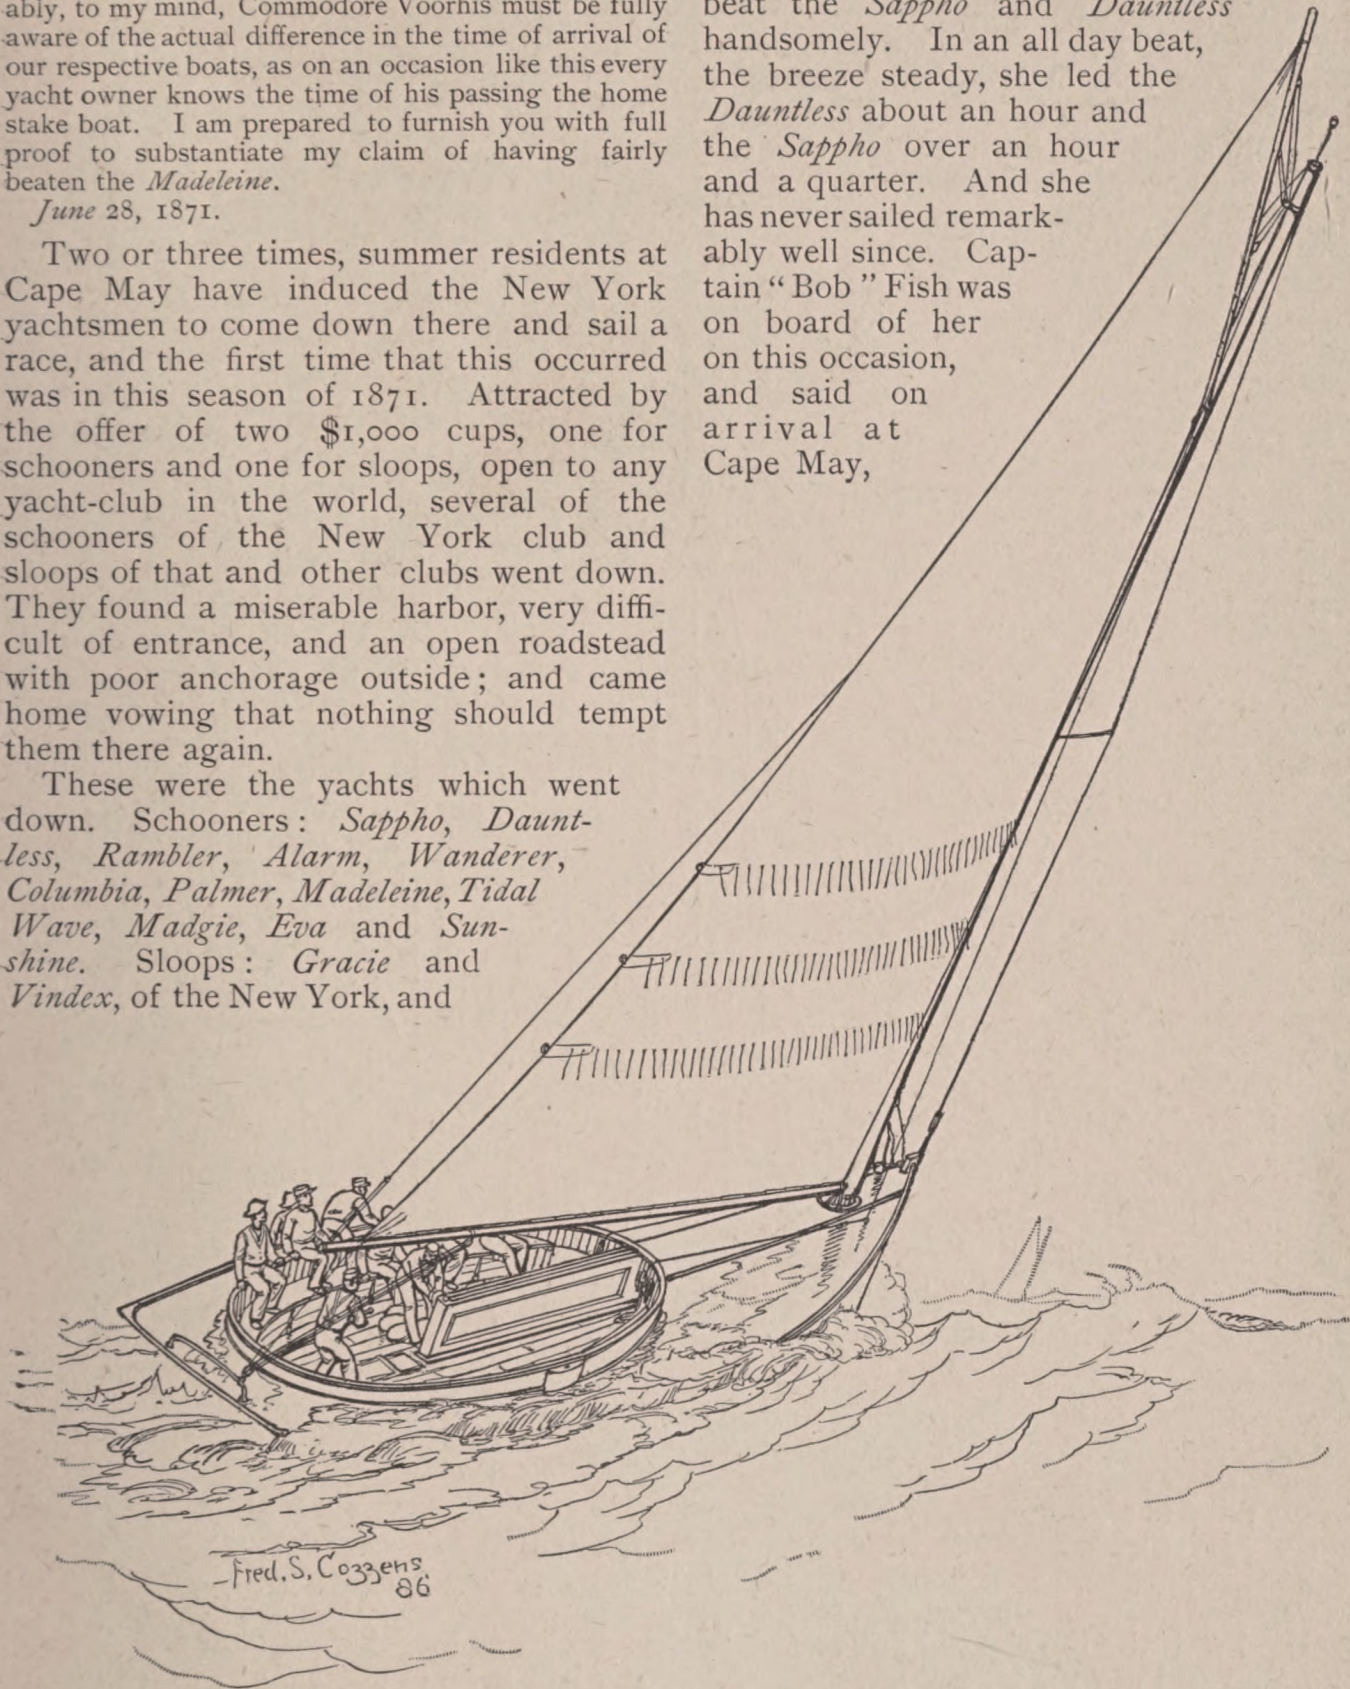 ably, to my mind, Commodore Voorhis must be fully
aware of the actual difference in the time of arrival of
our respective boats, as on an occasion like this every
yacht owner knows the time of his passing the home
stake boat. I am prepared to furnish you with full
proof to substantiate my claim of having fairly
beaten the Madeleine.
June 28, 1871.
Two or three times, summer residents at
Cape May have induced the New York
yachtsmen to come down there and sail a
race, and the first time that this occurred
was in this season of 1871. Attracted by
the offer of two $1,000 cups, one for
schooners and one for sloops, open to any
yacht-club in the world, several of the
schooners of the New York club and
sloops of that and other clubs went down.
They found a miserable harbor, very diffi-
cult of entrance, and an open roadstead
with poor anchorage outside; and came
home vowing that nothing should tempt
them there again.
These were the yachts which went
down. Schooners: Sappho, Daunt-
less, Rambler, Alarm, Wanderer,
Columbia, Palmer, Madeleine, Tidal
Wave, Madgie, Eva and Sun-
shine. Sloops: Gracie and
Vindex, of the New York, and
beat the Sappho and Dauntless
handsomely. In an all day beat,
the breeze steady, she led the
Dauntless about an hour and
the Sappho over an hour
and a quarter. And she
has never sailed remark-
ably well since. Cap-
tain "Bob" Fish was
on board of her
on this occasion,
and said on
arrival at
Cape May,
Fred. S. Cozzens.
86